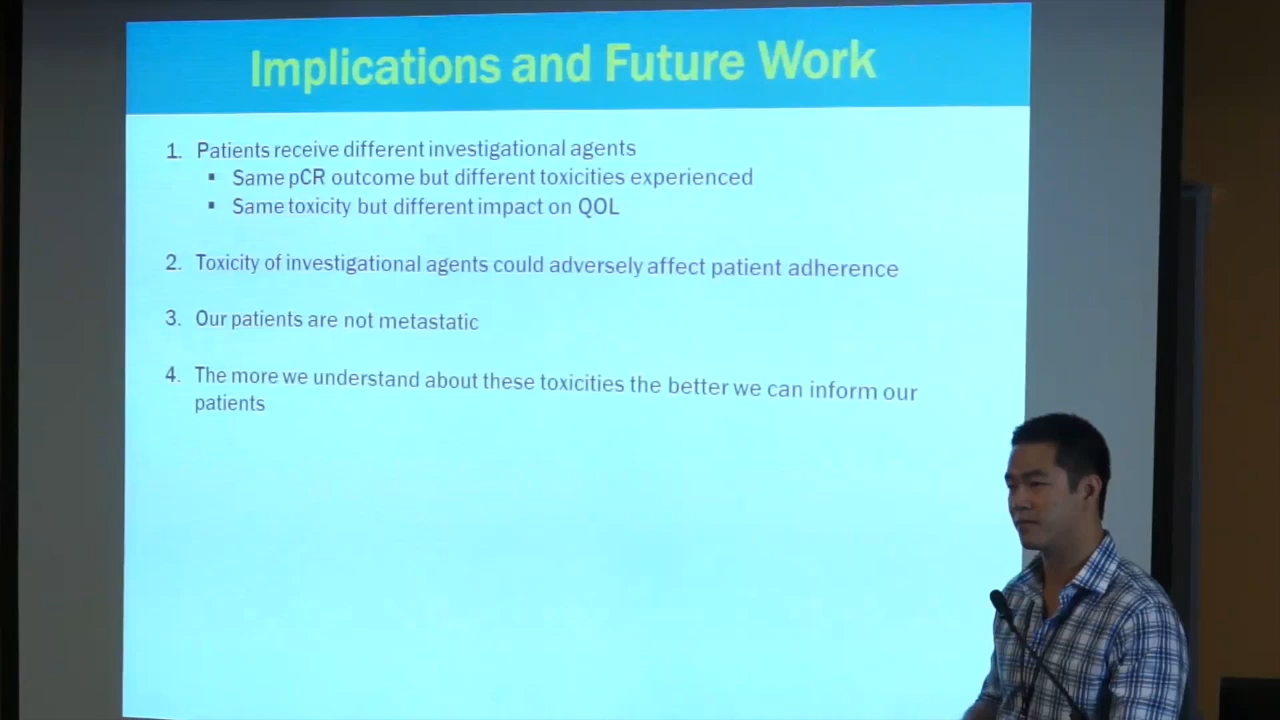 Implications and Future Work
1. Patients receive different investigational agents
▪ Same pCR outcome but different toxicities experienced
▪ Same toxicity but different impact on QOL
2. Toxicity of investigational agents could adversely affect patient adherence
3. Our patients are not metastatic
4. The more we understand about these toxicities the better we can inform our
patients